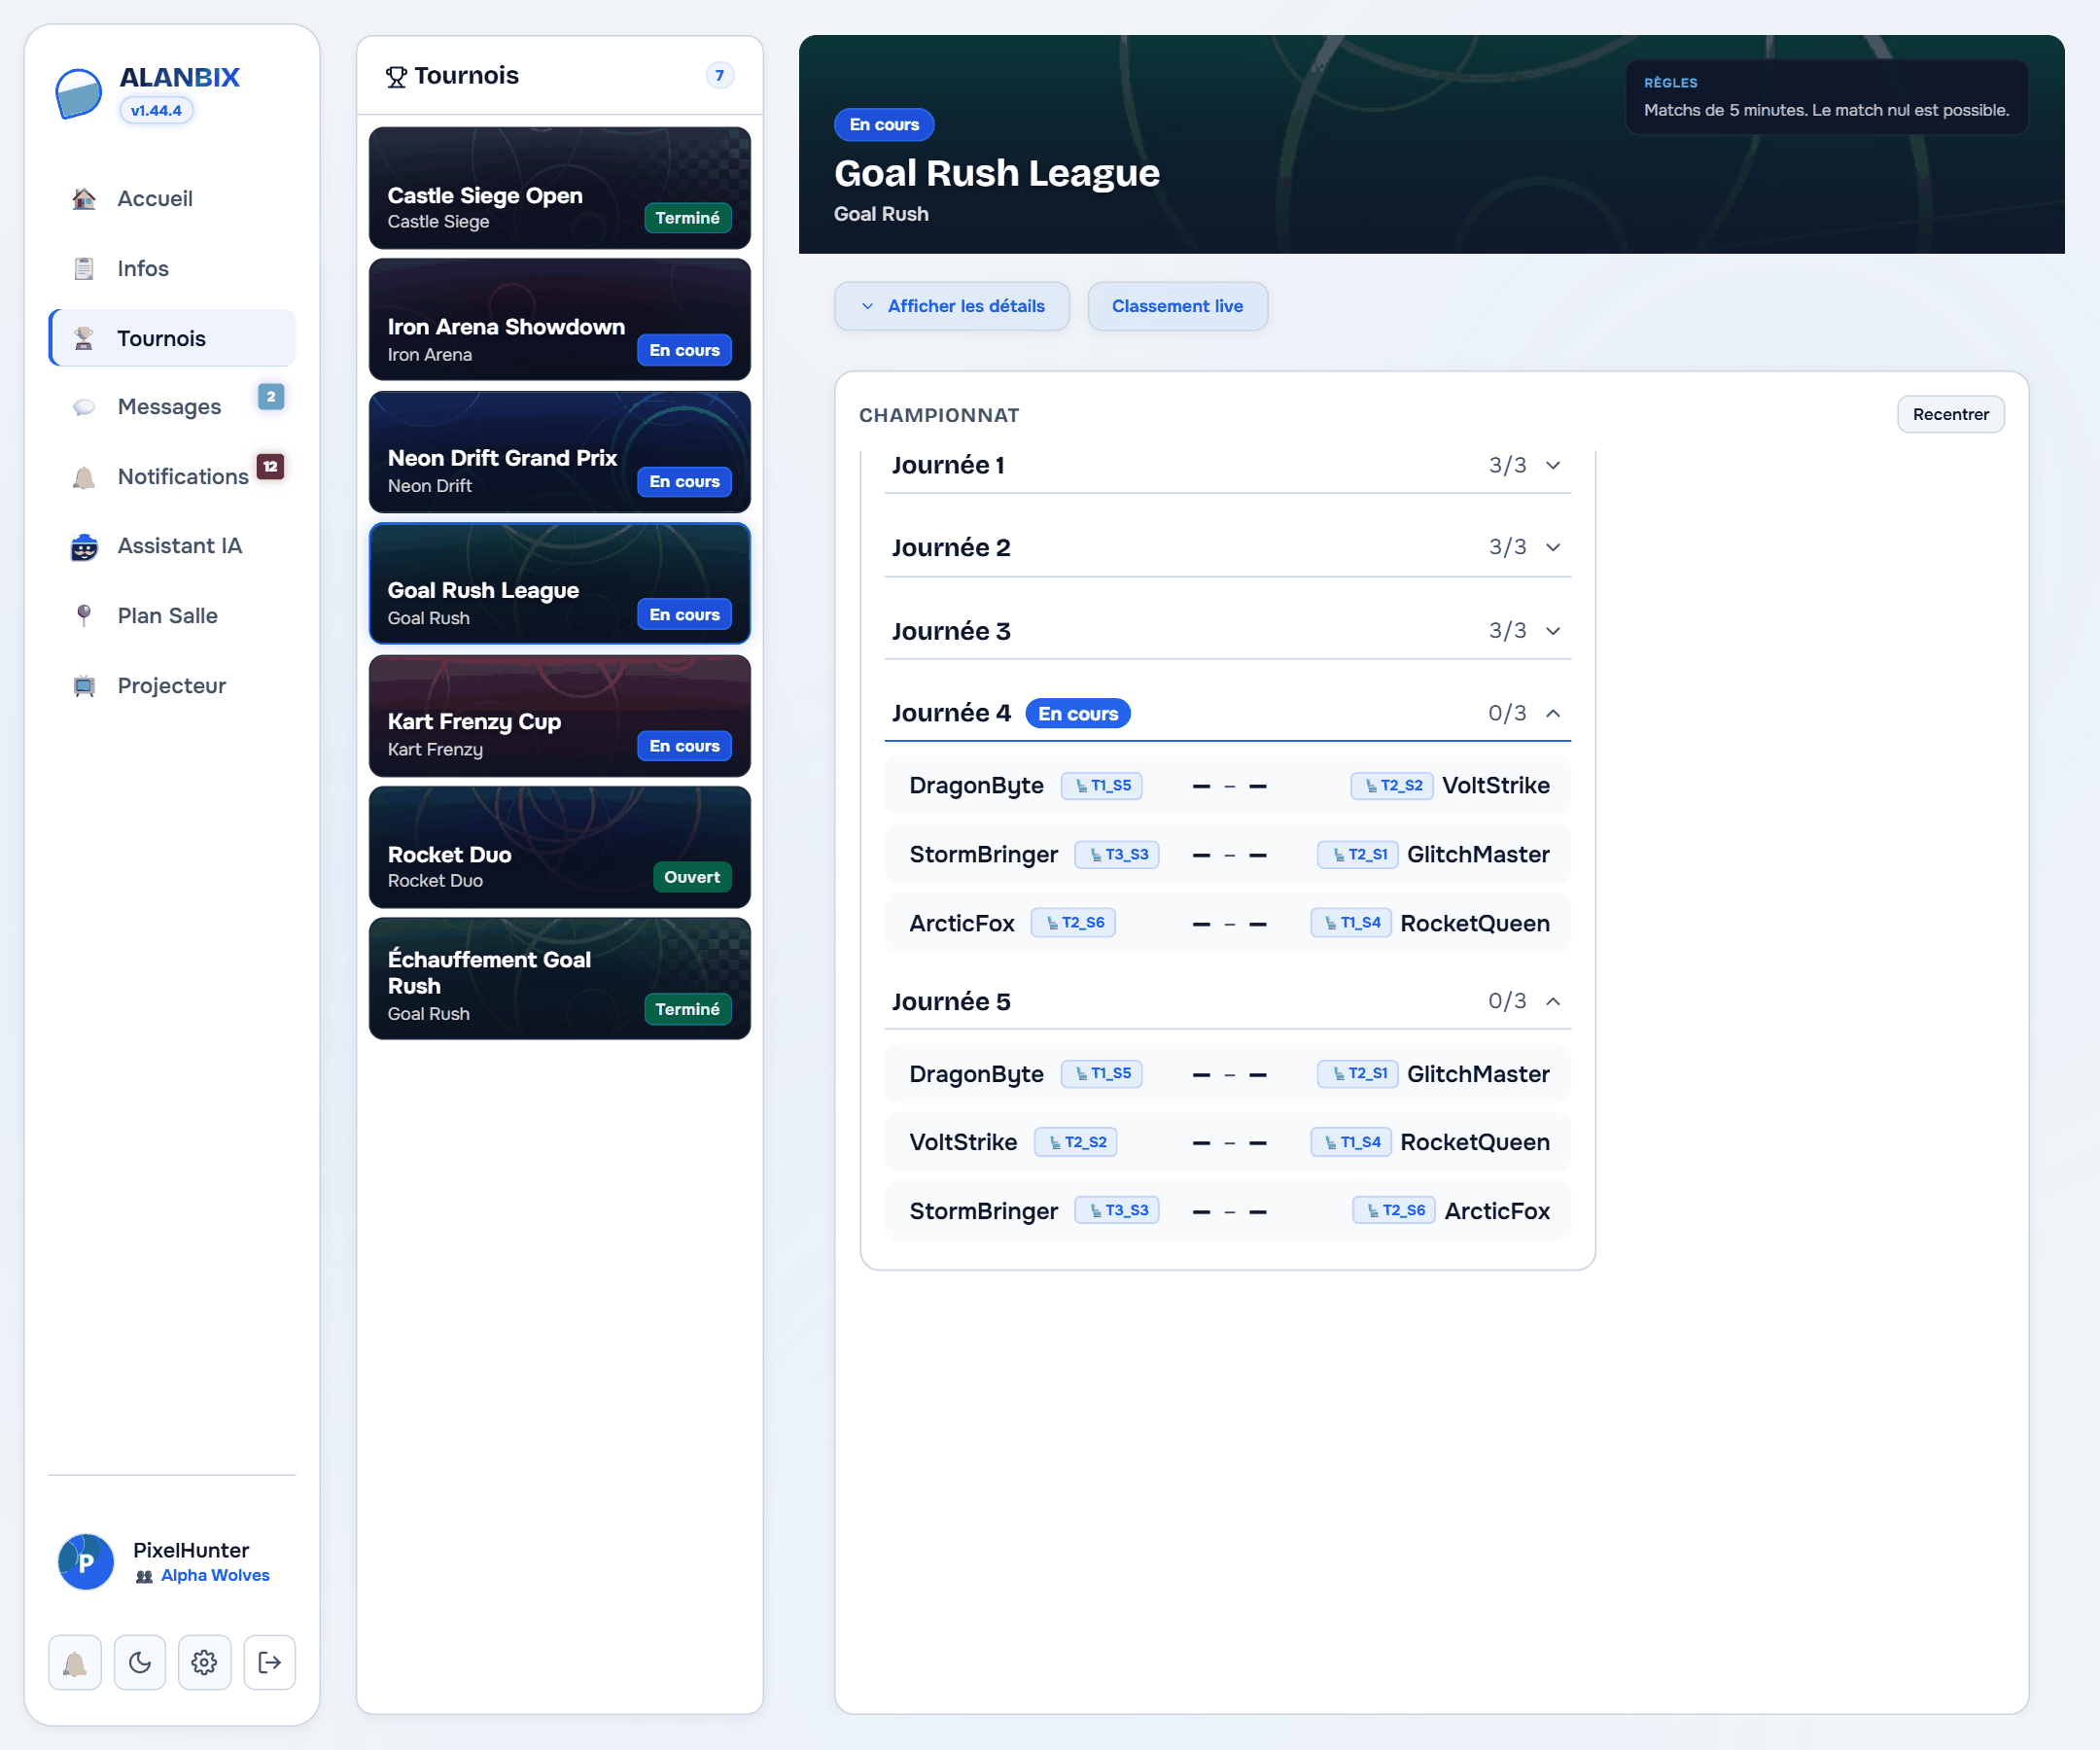 ALANBIX
v1.44.4
Accueil
Infos
Tournois
Messages
2
Notifications
12
Assistant IA
Plan Salle
Projecteur
P
PixelHunter
Alpha Wolves
Tournois
7
Castle Siege Open
Castle Siege
Terminé
Iron Arena Showdown
Iron Arena
En cours
Neon Drift Grand Prix
Neon Drift
En cours
Goal Rush League
Goal Rush
En cours
Kart Frenzy Cup
Kart Frenzy
En cours
Rocket Duo
Rocket Duo
Ouvert
Échauffement Goal
Rush
Goal Rush
Terminé
En cours
Goal Rush League
Goal Rush
RÈGLES
Matchs de 5 minutes. Le match nul est possible.
Afficher les détails
Classement live
CHAMPIONNAT
Recentrer
Journée 1 3/3
Journée 2 3/3
Journée 3 3/3
Journée 4 En cours 0/3
DragonByte T1_S5 – - – T2_S2 VoltStrike
StormBringer T3_S3 – - – T2_S1 GlitchMaster
ArcticFox T2_S6 – - – T1_S4 RocketQueen
Journée 5 0/3
DragonByte T1_S5 – - – T2_S1 GlitchMaster
VoltStrike T2_S2 – - – T1_S4 RocketQueen
StormBringer T3_S3 – - – T2_S6 ArcticFox